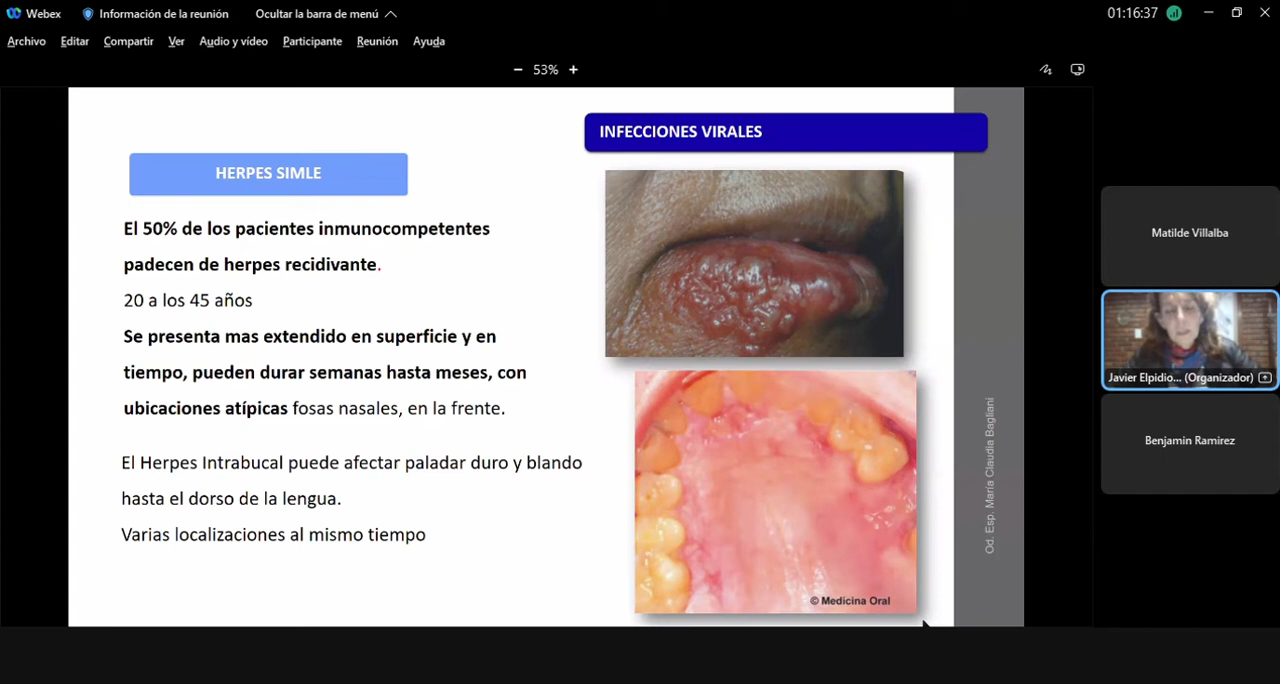 Webex
Información de la reunión
Ocultar la barra de menú
01:16:37
Archivo
Editar
Compartir
Ver
Audio y vídeo
Participante
Reunión
Ayuda
53%
INFECCIONES VIRALES
HERPES SIMLE
El 50% de los pacientes inmunocompetentes
padecen de herpes recidivante.
20 a los 45 años
Se presenta mas extendido en superficie y en
tiempo, pueden durar semanas hasta meses, con
ubicaciones atípicas fosas nasales, en la frente.
El Herpes Intrabucal puede afectar paladar duro y blando
hasta el dorso de la lengua.
Varias localizaciones al mismo tiempo
© Medicina Oral
Od. Esp. María Claudia Bagliani
Matilde Villalba
Javier Elpidio... (Organizador)
Benjamin Ramirez